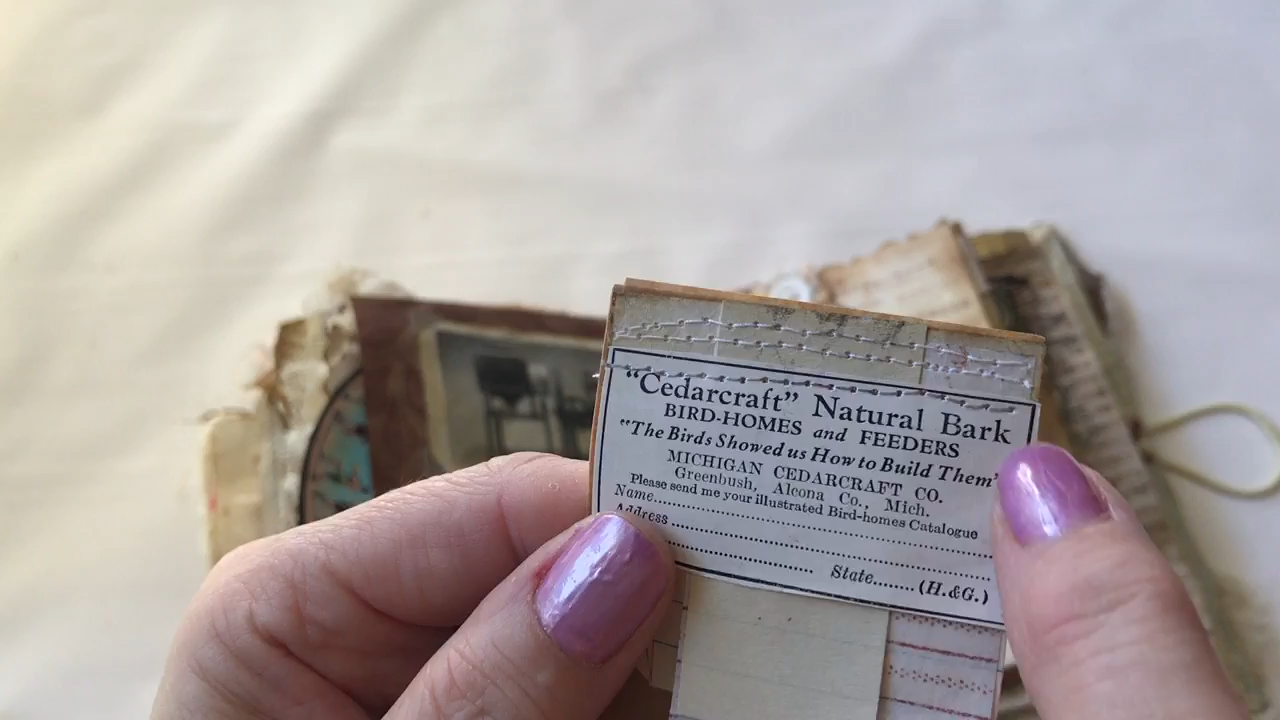 "Cedarcraft" Natural Bark
BIRD-HOMES and FEEDERS
"The Birds Showed us How to Build Them"
MICHIGAN CEDARCRAFT CO.
Greenbush, Alcona Co., Mich.
Please send me your illustrated Bird-homes Catalogue
Name..............................
Address..............................
.................... State.......(H.&G.)